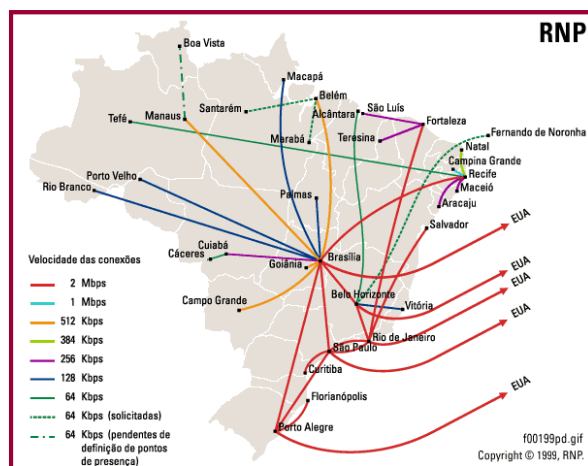 RNP
Boa Vista
Macapá
Belém
Santarém
Alcântara
São Luís
Manaus
Tefé
Fortaleza
Marabá
Teresina
Fernando de Noronha
Natal
Campina Grande
Recife
Maceió
Aracaju
Porto Velho
Rio Branco
Palmas
Salvador
EUA
Cuiabá
Cáceres
Brasília
Goiânia
EUA
EUA
Velocidade das conexões
2 Mbps
1 Mbps
512 Kbps
384 Kbps
256 Kbps
128 Kbps
64 Kbps
64 Kbps (solicitadas)
64 Kbps (pendentes de
definição de pontos
de presença)
Campo Grande
Belo Horizonte
Vitória
EUA
Rio de Janeiro
São Paulo
Curitiba
EUA
Florianópolis
Porto Alegre
f00199pd.gif
Copyright © 1999, RNP.